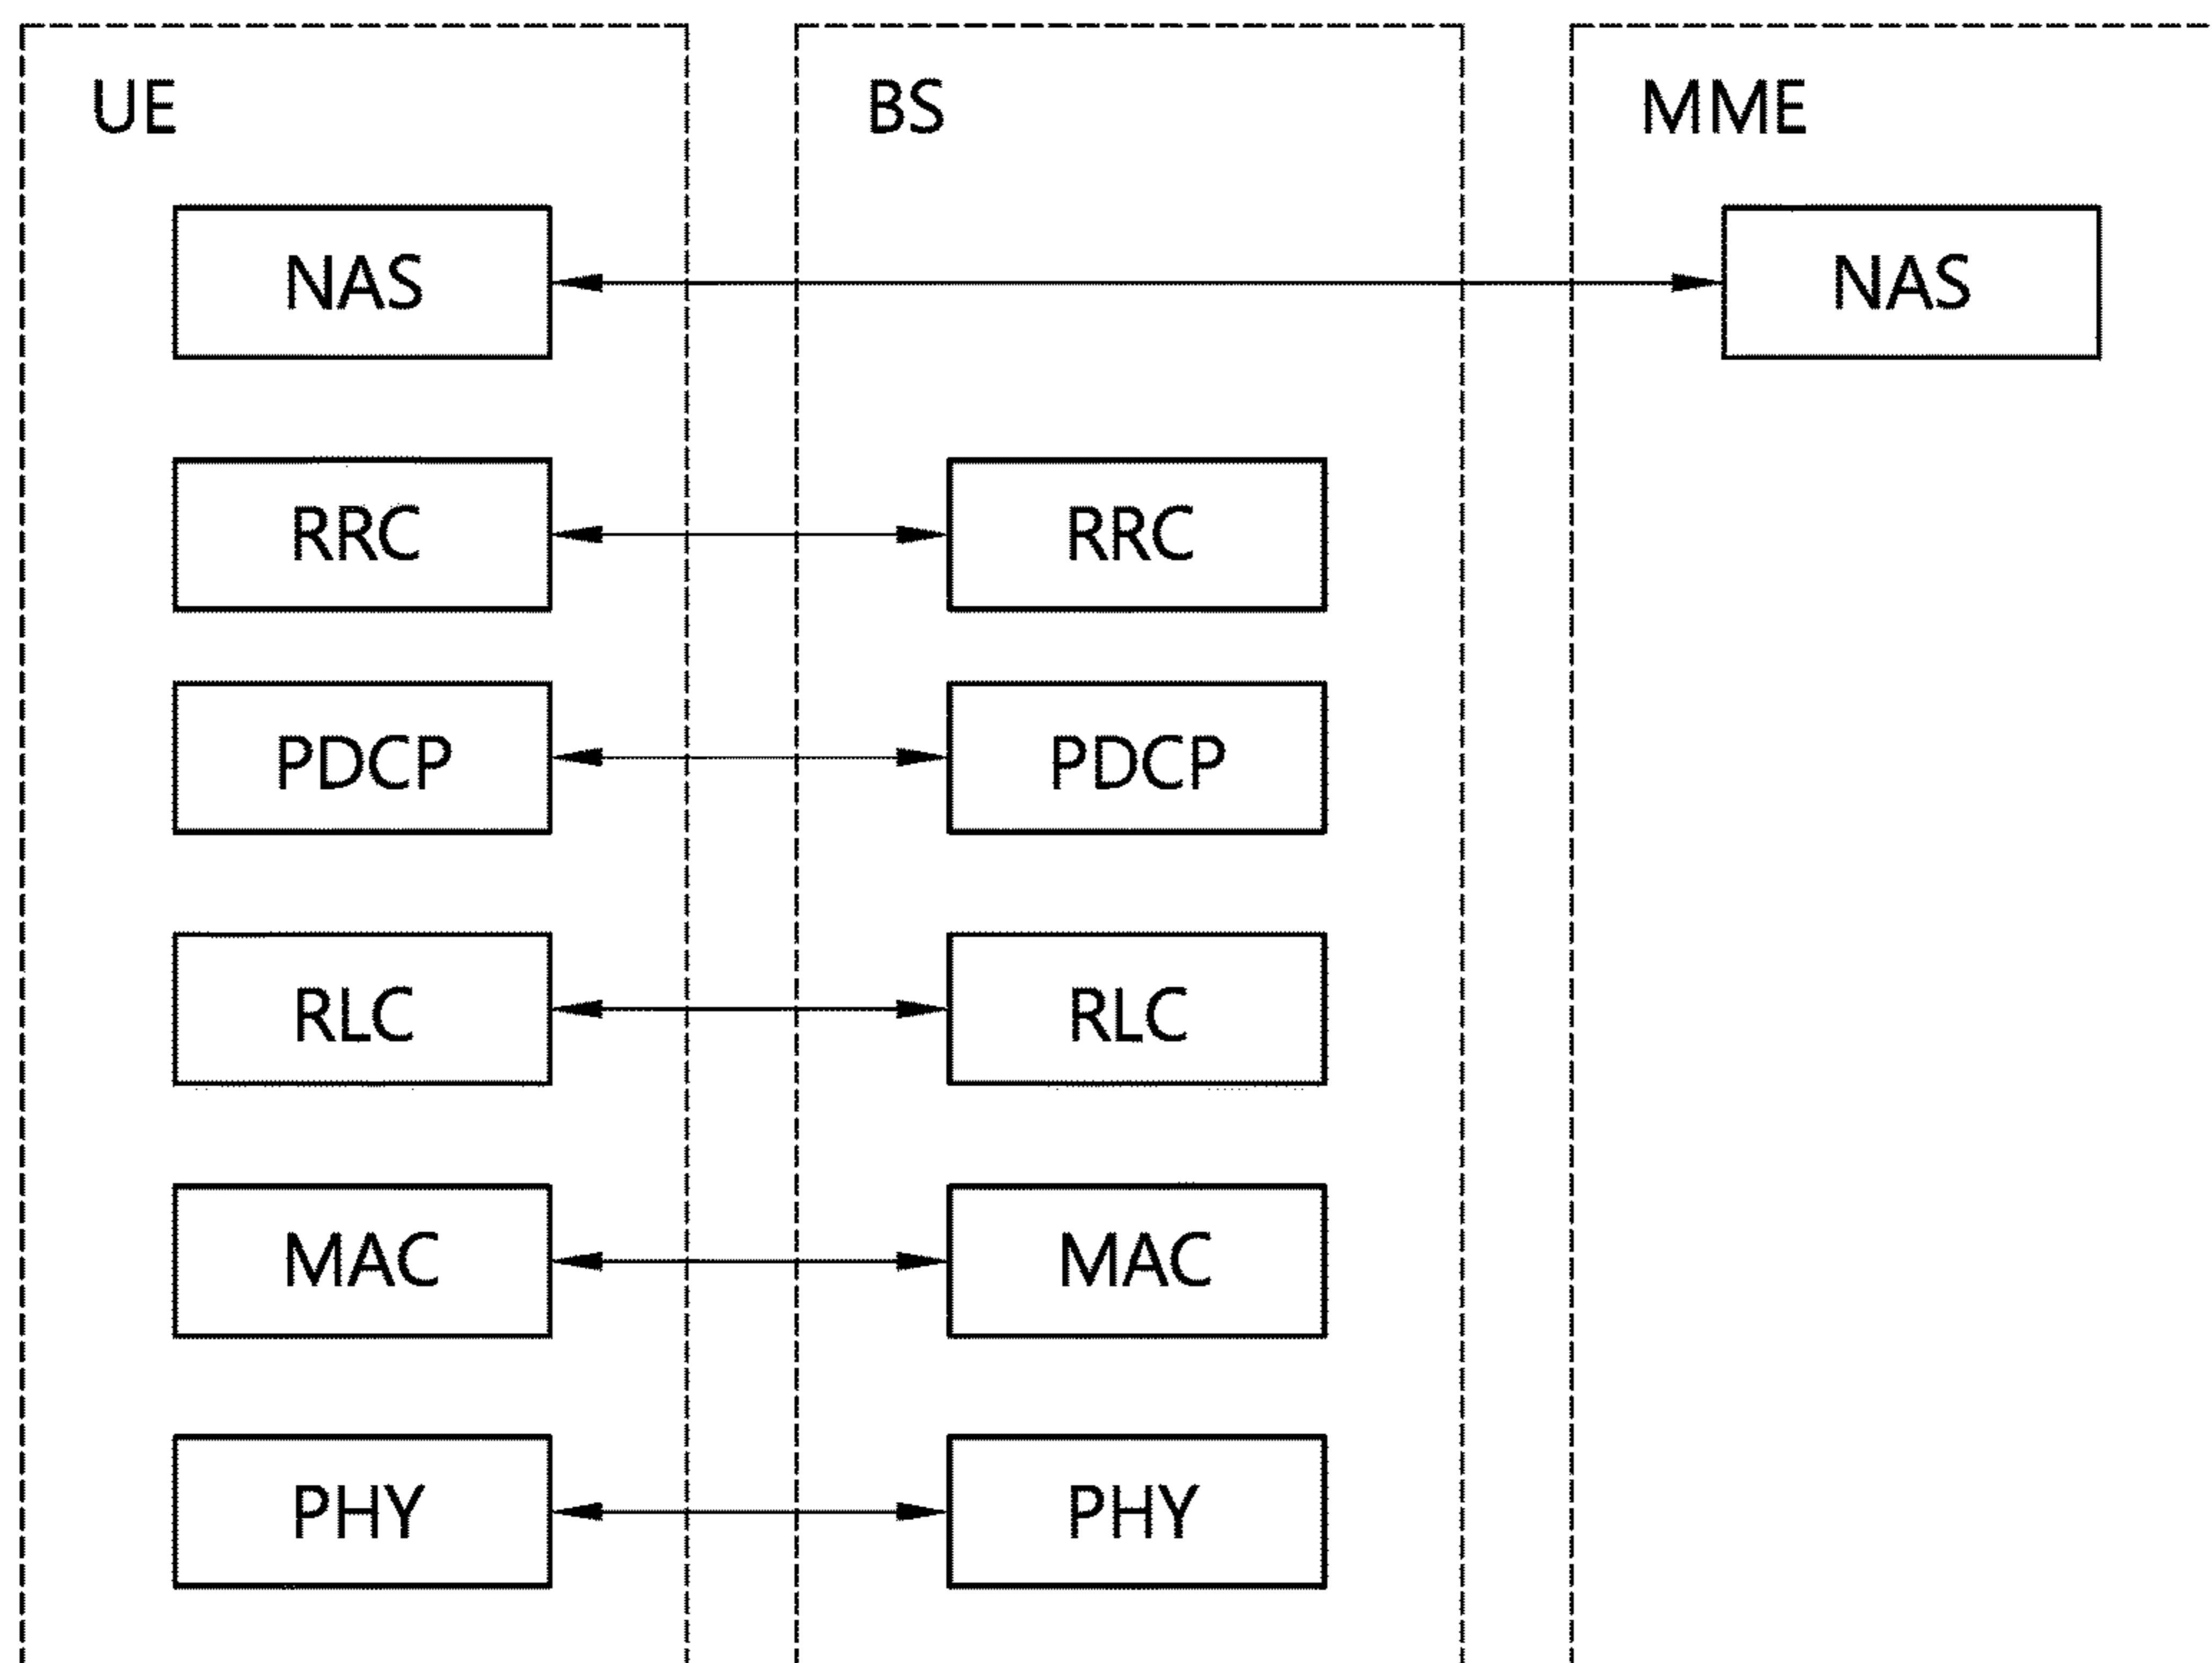 UE BS MME
NAS NAS
RRC RRC
PDCP PDCP
RLC RLC
MAC MAC
PHY PHY